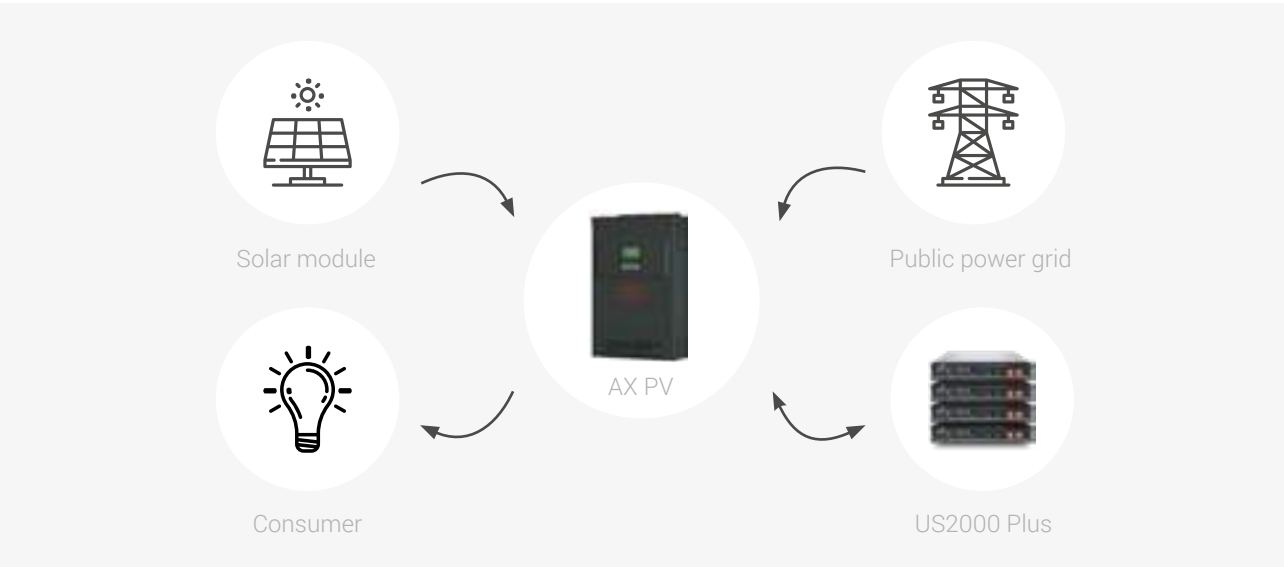 Solar module
Public power grid
AX PV
Consumer
US2000 Plus